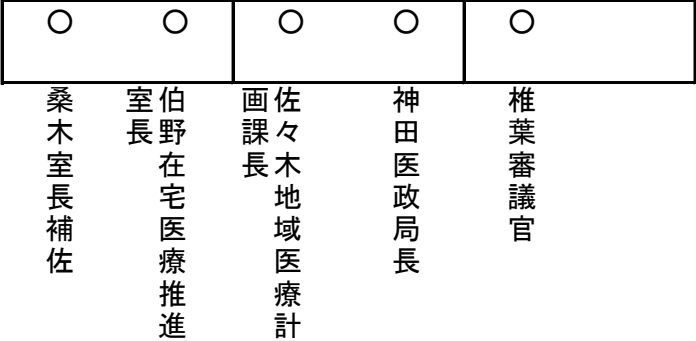 ○ ○ ○ ○ ○
椎葉審議官
神田医政局長
佐々木地域医療計
画課長
伯野在宅医療推進
室長
桑木室長補佐